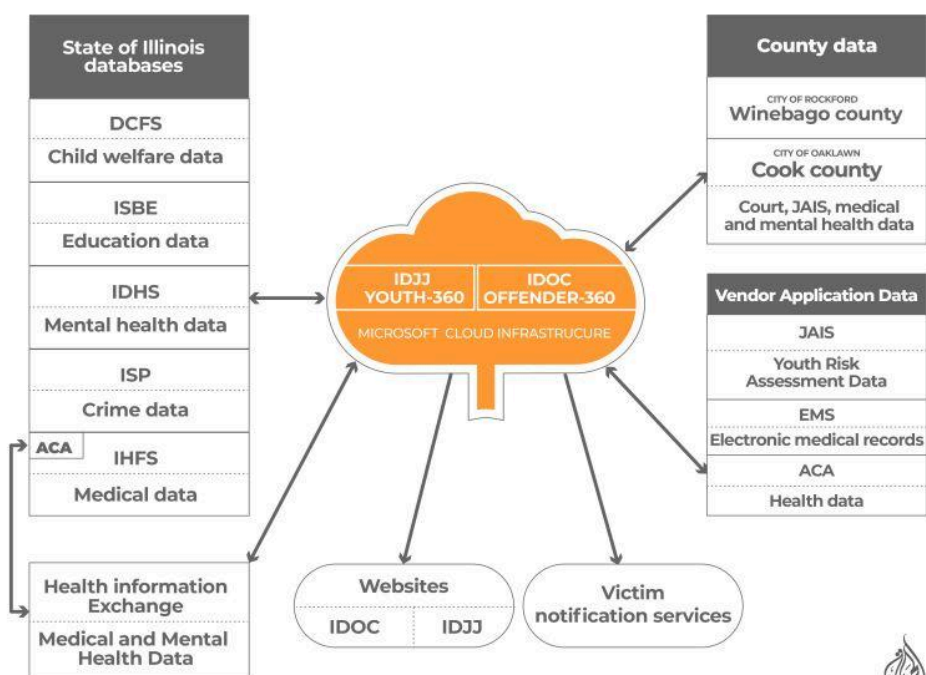 State of Illinois
databases
DCFS
Child welfare data
ISBE
Education data
IDHS
Mental health data
ISP
Crime data
ACA
IHFS
Medical data
Health information
Exchange
Medical and Mental
Health Data
IDJJ
YOUTH-360
IDOC
OFFENDER-360
MICROSOFT CLOUD INFRASTRUCURE
Websites
IDOC
IDJJ
Victim
notification services
County data
CITY OF ROCKFORD
Winebago county
CITY OF OAKLAWN
Cook county
Court, JAIS, medical
and mental health data
Vendor Application Data
JAIS
Youth Risk
Assessment Data
EMS
Electronic medical records
ACA
Health data